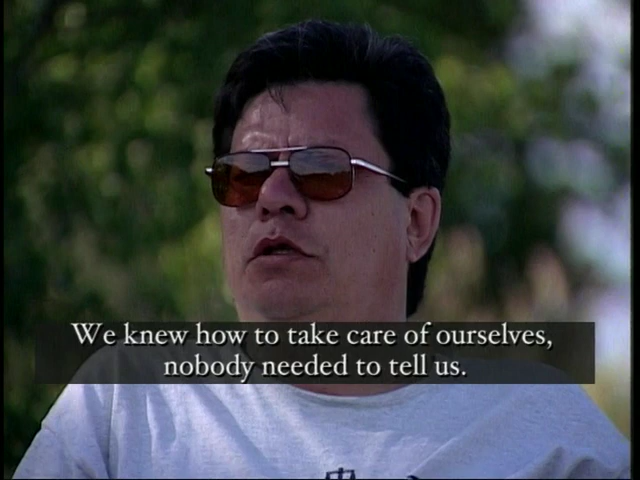 We knew how to take care of ourselves,
nobody needed to tell us.